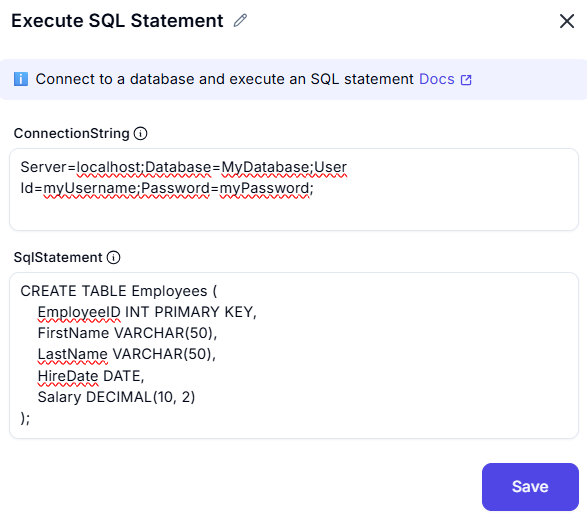 Execute SQL Statement
Connect to a database and execute an SQL statement Docs
ConnectionString
Server=localhost;Database=MyDatabase;User
Id=myUsername;Password=myPassword;
SqlStatement
CREATE TABLE Employees (
    EmployeeID INT PRIMARY KEY,
    FirstName VARCHAR(50),
    LastName VARCHAR(50),
    HireDate DATE,
    Salary DECIMAL(10, 2)
);
Save